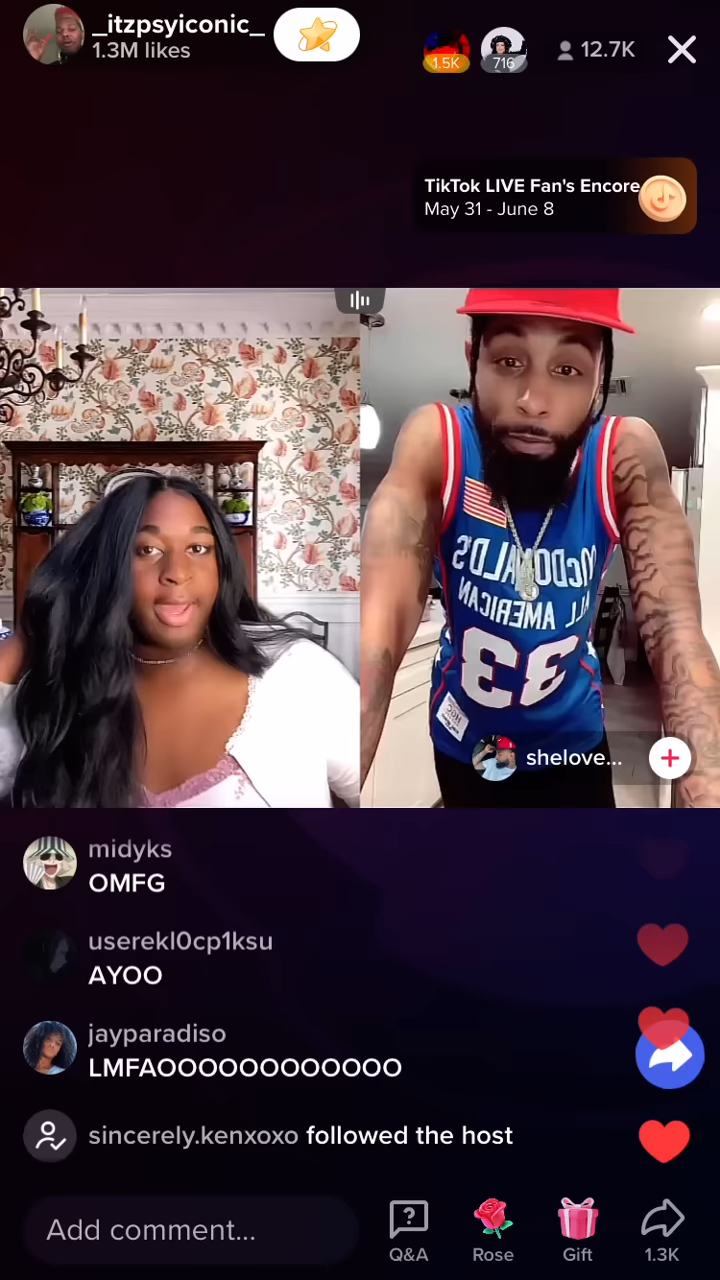 _itzpsyiconic_
1.3M likes
1.5K
716
12.7K
TikTok LIVE Fan's Encore
May 31 - June 8
McDONALD'S
ALL AMERICAN
33
shelove...
midyks
OMFG
userekl0cp1ksu
AYOO
jayparadiso
LMFAOOOOOOOOOOOO
sincerely.kenxoxo followed the host
Add comment...
Q&A
Rose
Gift
1.3K